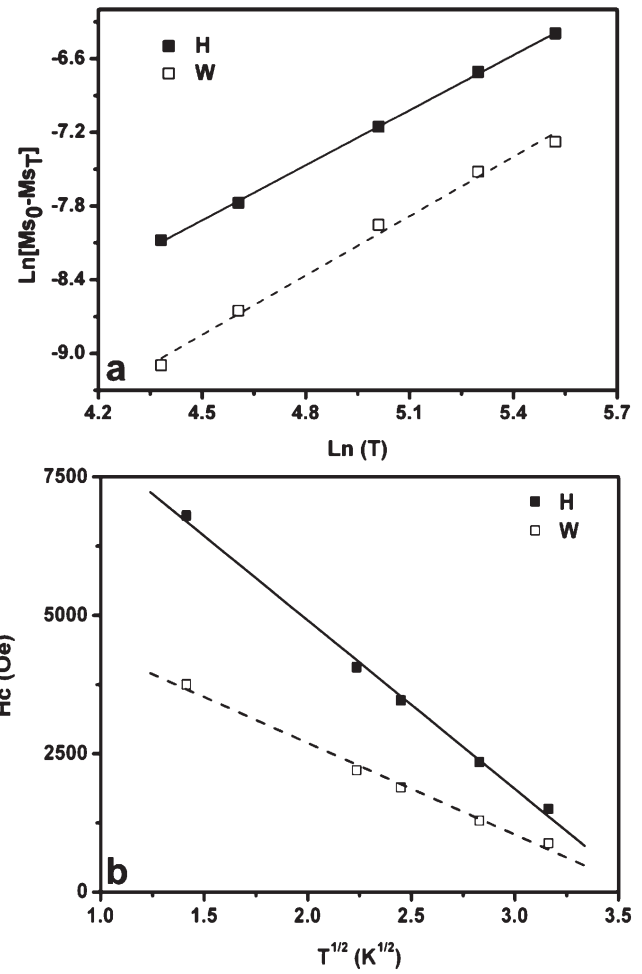 H
W
Ln[Ms0-MsT]
-6.6
-7.2
-7.8
-8.4
-9.0
a
4.2 4.5 4.8 5.1 5.4 5.7
Ln (T)
H
W
Hc (Oe)
7500
5000
2500
0
b
1.0 1.5 2.0 2.5 3.0 3.5
T1/2 (K1/2)